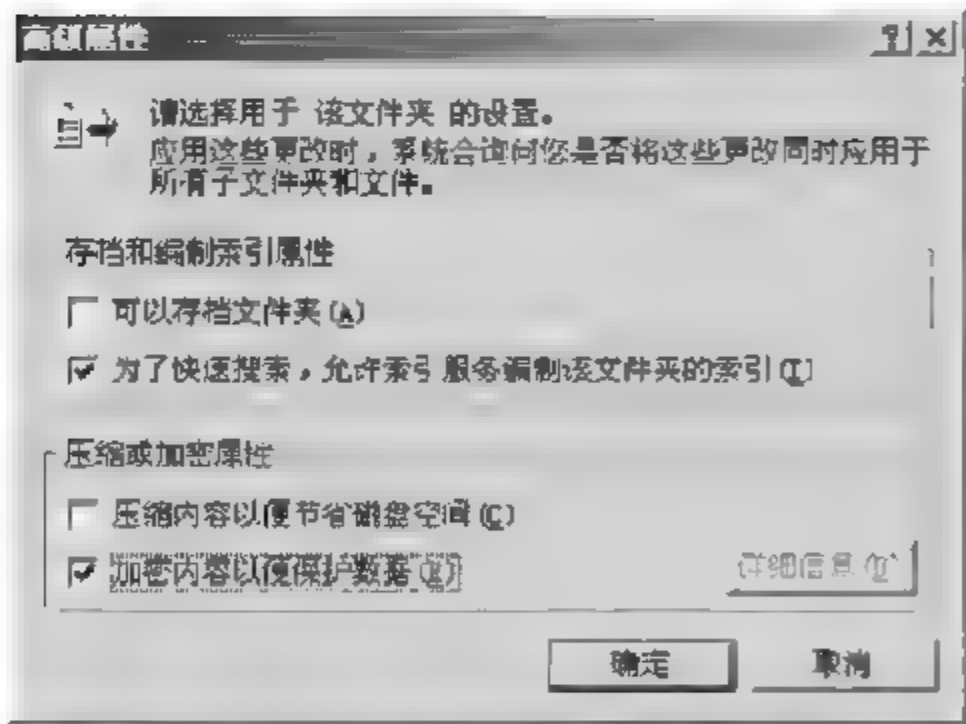 高级属性
请选择用于 该文件夹 的设置。
应用这些更改时，系统会询问您是否将这些更改同时应用于
所有子文件夹和文件。
存档和编制索引属性
可以存档文件夹(A)
为了快速搜索，允许索引服务编制该文件夹的索引(I)
压缩或加密属性
压缩内容以便节省磁盘空间(C)
加密内容以便保护数据(X)
详细信息(D)
确定
取消